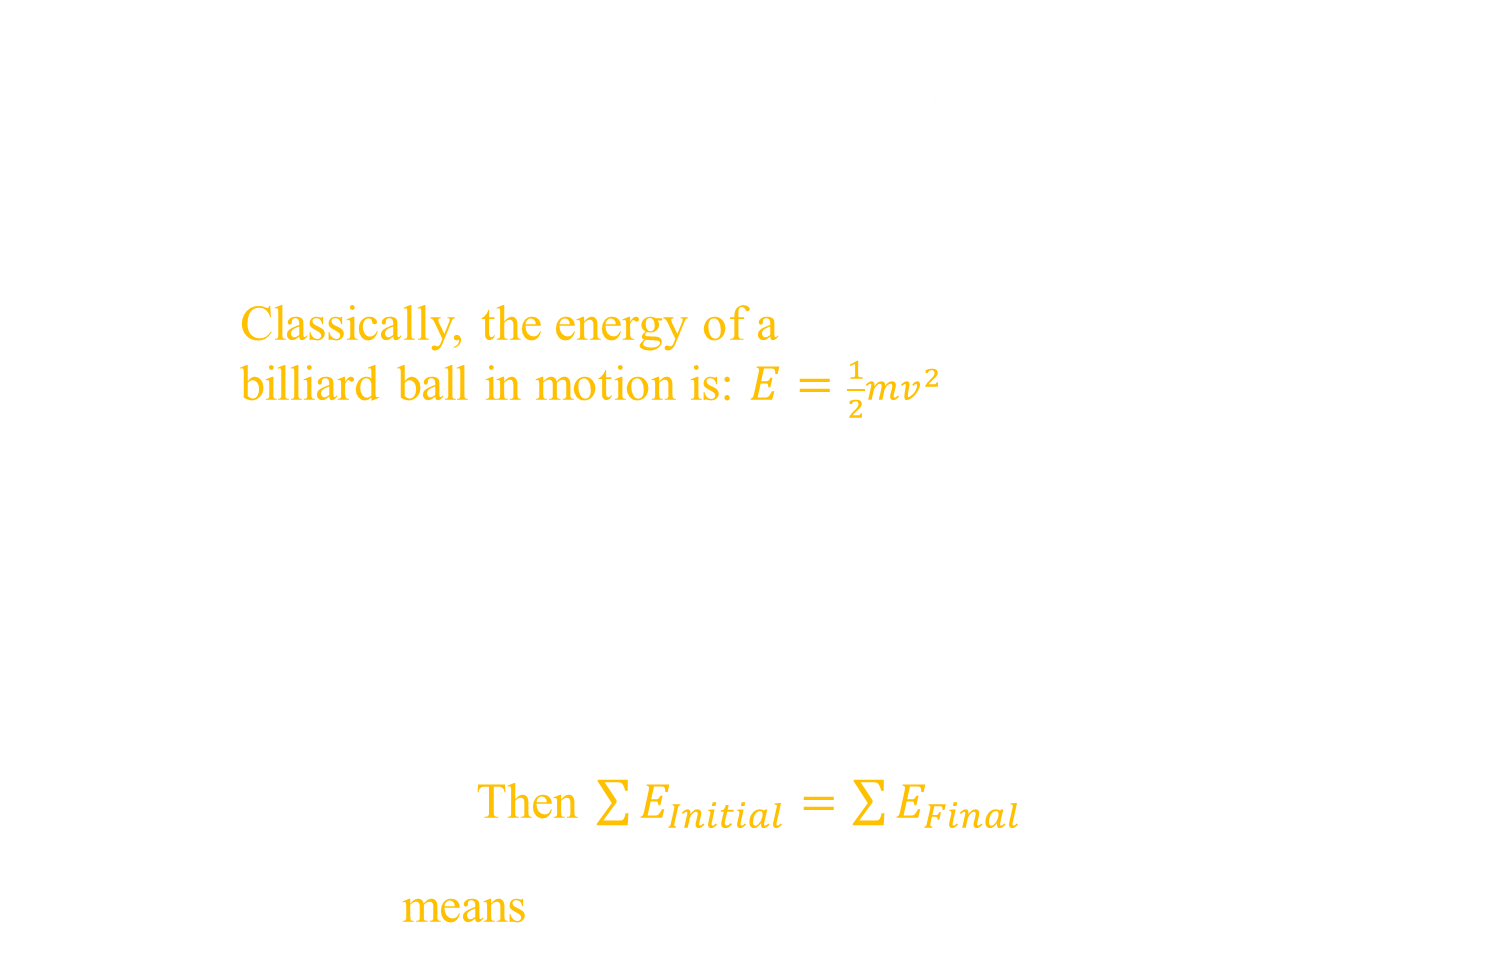 Classically, the energy of a
billiard ball in motion is: 𝐸 = ½𝑚𝑣²
Then ∑ 𝐸_𝐼𝑛𝑖𝑡𝑖𝑎𝑙 = ∑ 𝐸_𝐹𝑖𝑛𝑎𝑙
means